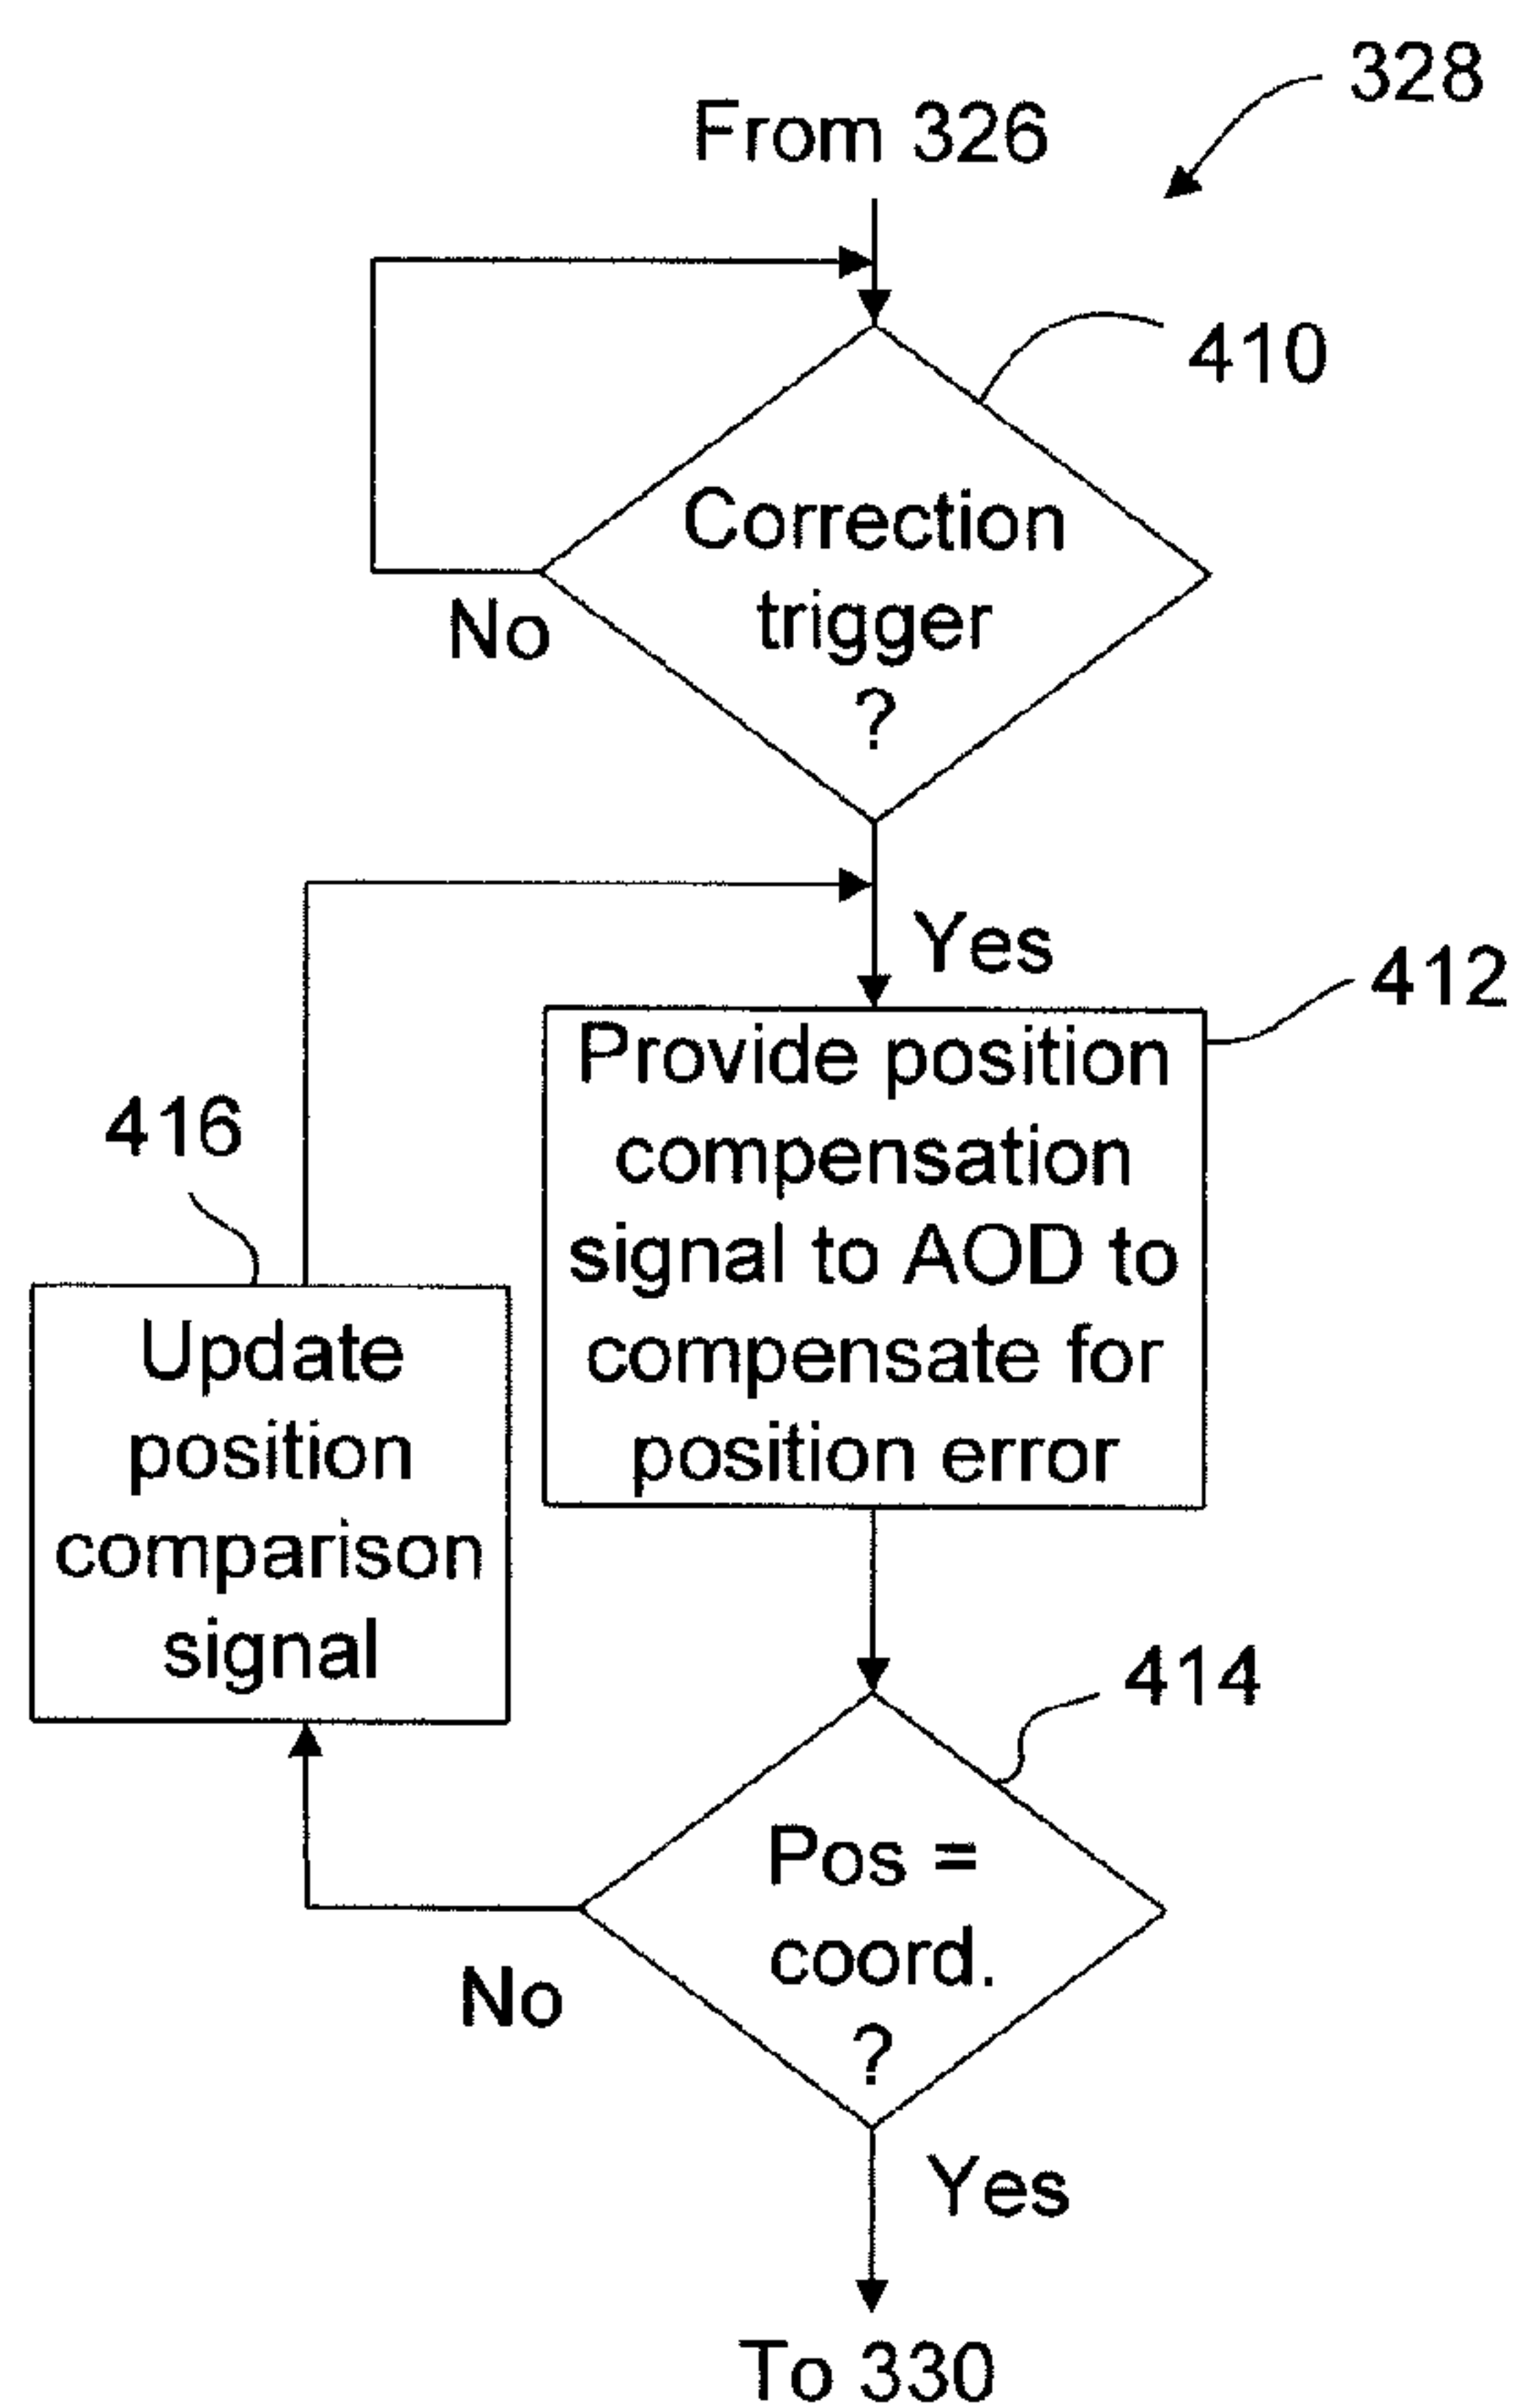 328
From 326
410
Correction
trigger
?
No
Yes
412
Provide position
compensation
signal to AOD to
compensate for
position error
416
Update
position
comparison
signal
414
Pos =
coord.
?
No
Yes
To 330